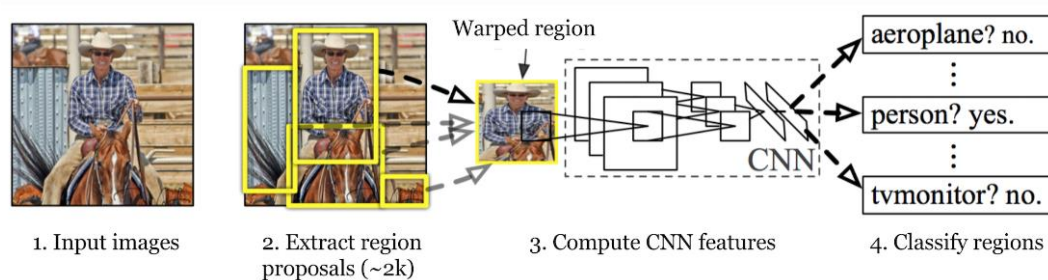 Warped region
aeroplane? no.
⋮
person? yes.
⋮
tvmonitor? no.
CNN
1. Input images
2. Extract region
proposals (~2k)
3. Compute CNN features
4. Classify regions